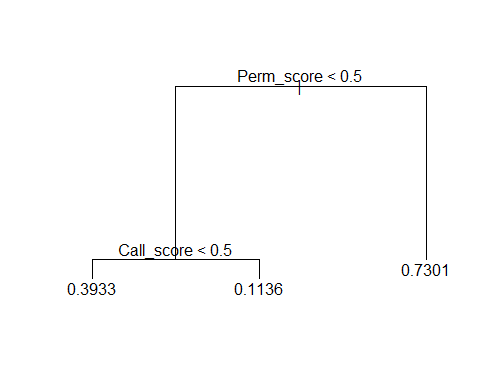 Perm_score < 0.5
Call_score < 0.5
0.7301
0.3933
0.1136